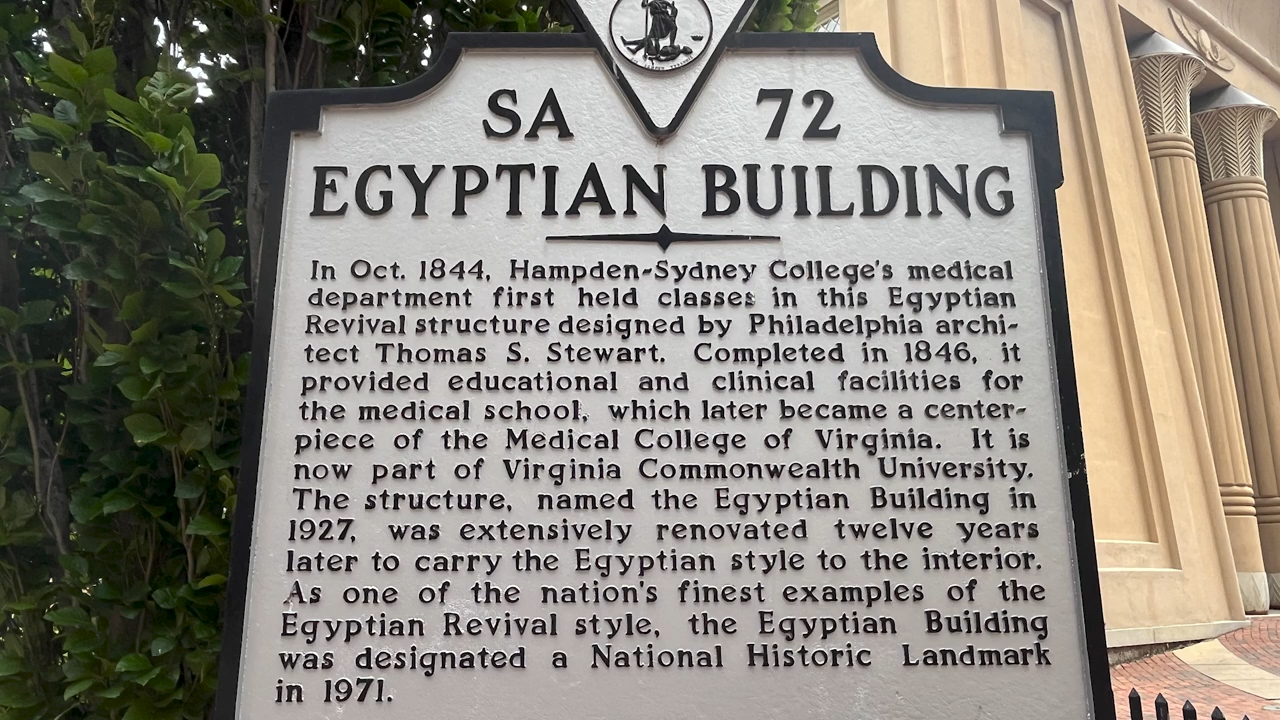 SA 72
EGYPTIAN BUILDING
In Oct. 1844, Hampden-Sydney College's medical
department first held classes in this Egyptian
Revival structure designed by Philadelphia archi-
tect Thomas S. Stewart. Completed in 1846, it
provided educational and clinical facilities for
the medical school, which later became a center-
piece of the Medical College of Virginia. It is
now part of Virginia Commonwealth University.
The structure, named the Egyptian Building in
1927, was extensively renovated twelve years
later to carry the Egyptian style to the interior.
As one of the nation's finest examples of the
Egyptian Revival style, the Egyptian Building
was designated a National Historic Landmark
in 1971.